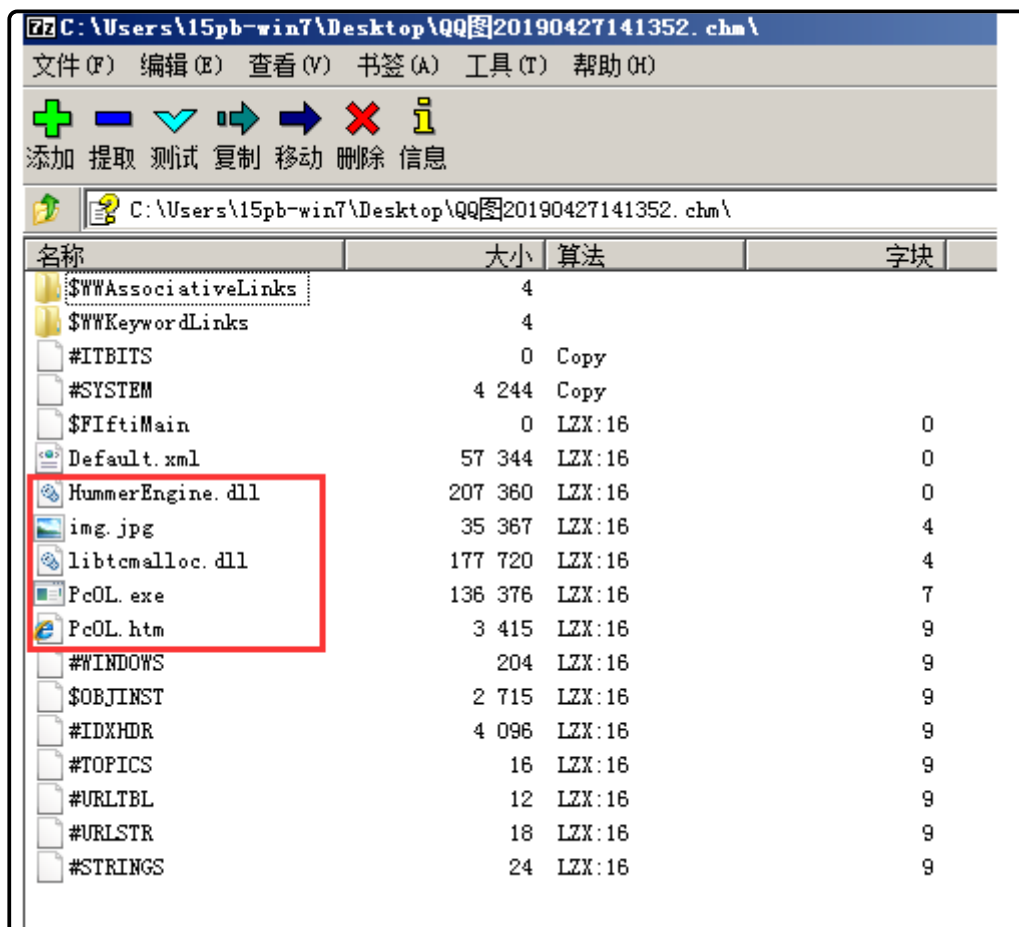 C:\Users\15pb-win7\Desktop\QQ图20190427141352.chm\
文件(F) 编辑(E) 查看(V) 书签(A) 工具(T) 帮助(H)
添加 提取 测试 复制 移动 删除 信息
C:\Users\15pb-win7\Desktop\QQ图20190427141352.chm\
名称 大小 算法 字块
$WWAssociativeLinks 4
$WWKeywordLinks 4
#ITBITS 0 Copy
#SYSTEM 4 244 Copy
$FIftiMain 0 LZX:16 0
Default.xml 57 344 LZX:16 0
HummerEngine.dll 207 360 LZX:16 0
img.jpg 35 367 LZX:16 4
libtcmalloc.dll 177 720 LZX:16 4
PcOL.exe 136 376 LZX:16 7
PcOL.htm 3 415 LZX:16 9
#WINDOWS 204 LZX:16 9
$OBJINST 2 715 LZX:16 9
#IDXHDR 4 096 LZX:16 9
#TOPICS 16 LZX:16 9
#URLTBL 12 LZX:16 9
#URLSTR 18 LZX:16 9
#STRINGS 24 LZX:16 9